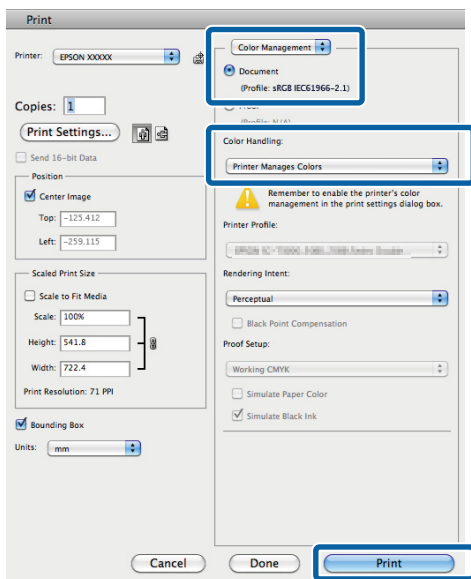 Print
Printer: EPSON XXXXX
Copies: 1
Print Settings...
Send 16-bit Data
Position
Center Image
Top: -125.412
Left: -259.115
Scaled Print Size
Scale to Fit Media
Scale: 100%
Height: 541.8
Width: 722.4
Print Resolution: 71 PPI
Bounding Box
Units: mm
Color Management
Document
(Profile: sRGB IEC61966-2.1)
Color Handling:
Printer Manages Colors
Remember to enable the printer's color
management in the print settings dialog box.
Printer Profile:
Rendering Intent:
Perceptual
Black Point Compensation
Proof Setup:
Working CMYK
Simulate Paper Color
Simulate Black Ink
Cancel
Done
Print